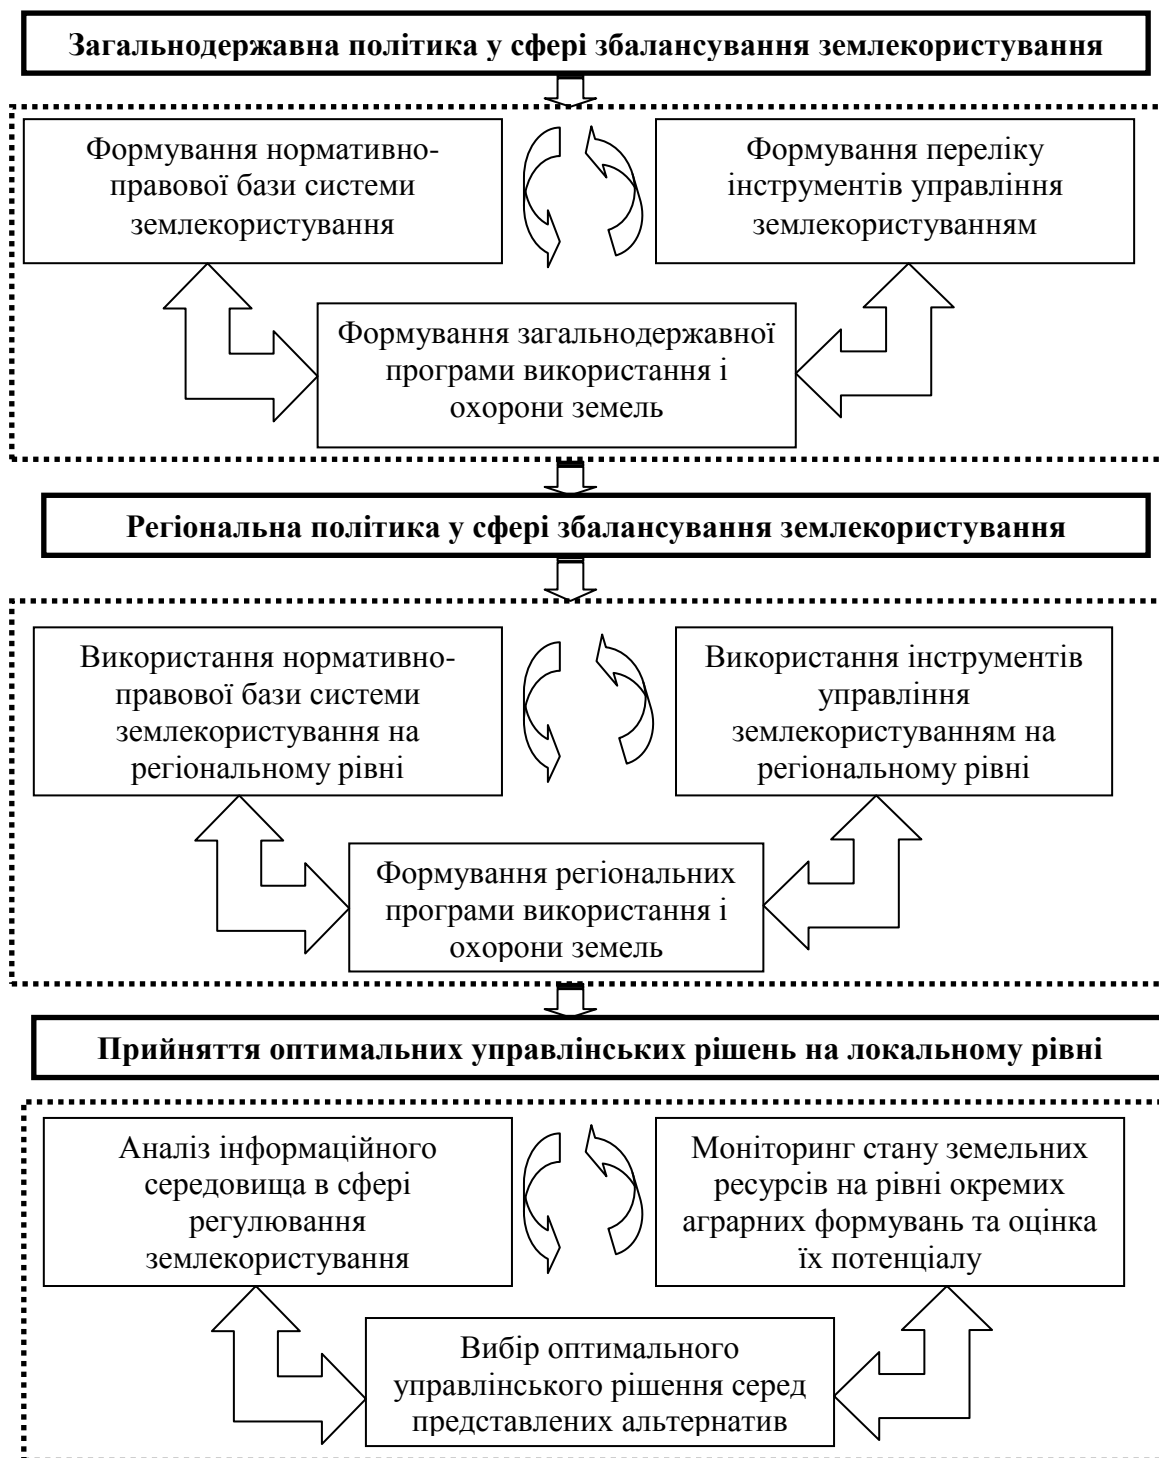 Загальнодержавна політика у сфері збалансування землекористування
Формування нормативно-
правової бази системи
землекористування
Формування переліку
інструментів управління
землекористуванням
Формування загальнодержавної
програми використання і
охорони земель
Регіональна політика у сфері збалансування землекористування
Використання нормативно-
правової бази системи
землекористування на
регіональному рівні
Використання інструментів
управління
землекористуванням на
регіональному рівні
Формування регіональних
програми використання і
охорони земель
Прийняття оптимальних управлінських рішень на локальному рівні
Аналіз інформаційного
середовища в сфері
регулювання
землекористування
Моніторинг стану земельних
ресурсів на рівні окремих
аграрних формувань та оцінка
їх потенціалу
Вибір оптимального
управлінського рішення серед
представлених альтернатив